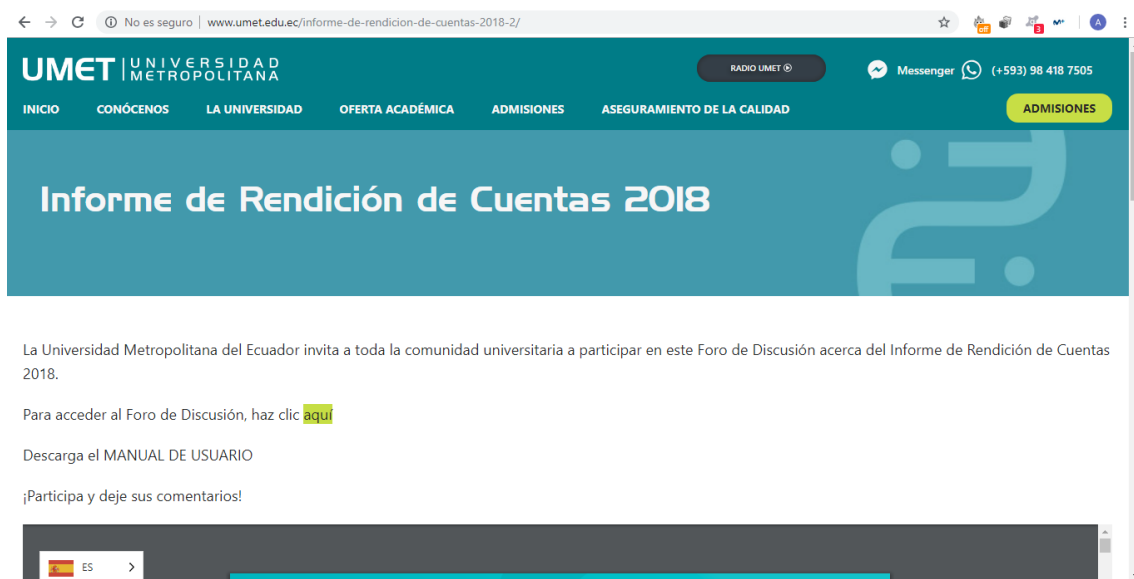 No es seguro | www.umet.edu.ec/informe-de-rendicion-de-cuentas-2018-2/
off
3
A
UMET UNIVERSIDAD
METROPOLITANA
RADIO UMET
Messenger
(+593) 98 418 7505
INICIO CONÓCENOS LA UNIVERSIDAD OFERTA ACADÉMICA ADMISIONES ASEGURAMIENTO DE LA CALIDAD
ADMISIONES
Informe de Rendición de Cuentas 2018
La Universidad Metropolitana del Ecuador invita a toda la comunidad universitaria a participar en este Foro de Discusión acerca del Informe de Rendición de Cuentas
2018.
Para acceder al Foro de Discusión, haz clic aquí
Descarga el MANUAL DE USUARIO
¡Participa y deje sus comentarios!
ES